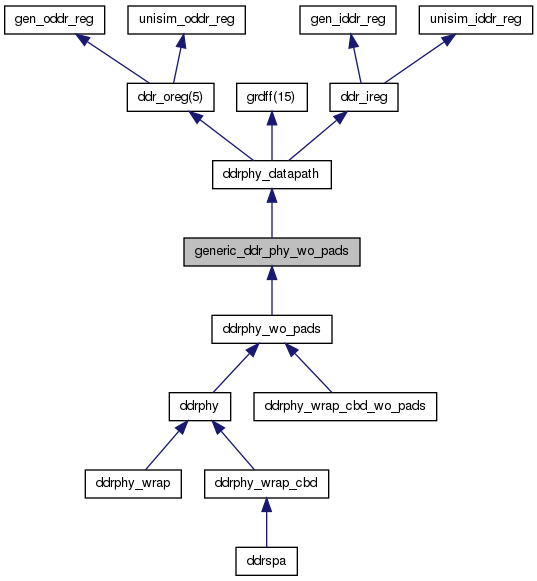 gen_oddr_reg
unisim_oddr_reg
gen_iddr_reg
unisim_iddr_reg
ddr_oreg(5)
grdff(15)
ddr_ireg
ddrphy_datapath
generic_ddr_phy_wo_pads
ddrphy_wo_pads
ddrphy
ddrphy_wrap_cbd_wo_pads
ddrphy_wrap
ddrphy_wrap_cbd
ddrspa